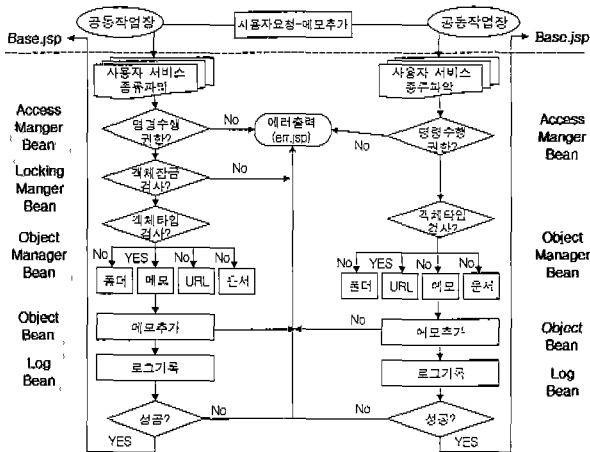 공동작업장
사용자요청-메모추가
공동작업장
Base.jsp
Base.jsp
사용자 서비스
종류파악
사용자 서비스
종류파악
Access
Manger
Bean
명령수행
권한?
No
에러출력
(err.jsp)
No
명령수행
권한?
Access
Manger
Bean
Locking
Manger
Bean
객체잠금
검사?
No
객체타입
검사?
객체타입
검사?
Object
Manager
Bean
No
YES
No
No
폴더
메모
URL
문서
No
YES
No
No
폴더
URL
메모
문서
Object
Manager
Bean
Object
Bean
메모추가
No
메모추가
Object
Bean
Log
Bean
로그기록
로그기록
Log
Bean
성공?
No
No
성공?
YES
YES